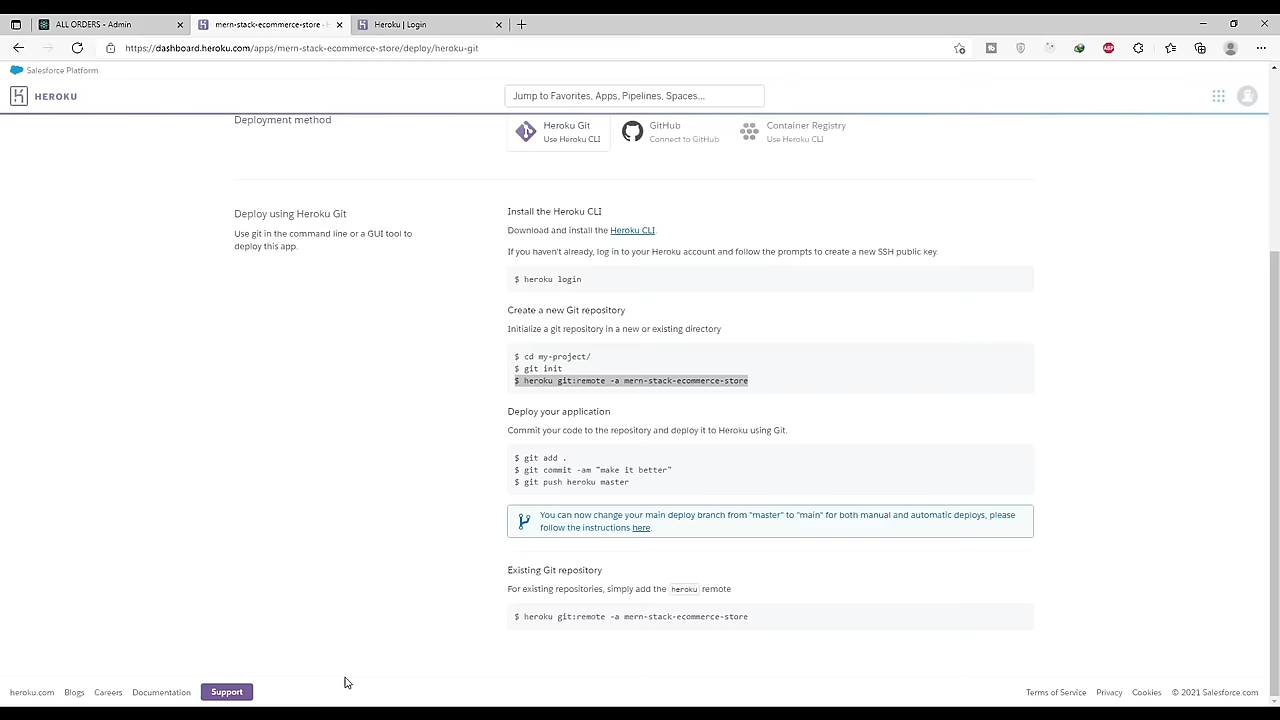 ALL ORDERS - Admin
mern-stack-ecommerce-store · H
Heroku | Login
https://dashboard.heroku.com/apps/mern-stack-ecommerce-store/deploy/heroku-git
Salesforce Platform
HEROKU
Jump to Favorites, Apps, Pipelines, Spaces...
Deployment method
Heroku Git
Use Heroku CLI
GitHub
Connect to GitHub
Container Registry
Use Heroku CLI
Deploy using Heroku Git
Use git in the command line or a GUI tool to
deploy this app.
Install the Heroku CLI
Download and install the Heroku CLI.
If you haven't already, log in to your Heroku account and follow the prompts to create a new SSH public key.
$ heroku login
Create a new Git repository
Initialize a git repository in a new or existing directory
$ cd my-project/
$ git init
$ heroku git:remote -a mern-stack-ecommerce-store
Deploy your application
Commit your code to the repository and deploy it to Heroku using Git.
$ git add .
$ git commit -am "make it better"
$ git push heroku master
You can now change your main deploy branch from "master" to "main" for both manual and automatic deploys, please
follow the instructions here.
Existing Git repository
For existing repositories, simply add the heroku remote
$ heroku git:remote -a mern-stack-ecommerce-store
heroku.com Blogs Careers Documentation Support
Terms of Service Privacy Cookies © 2021 Salesforce.com